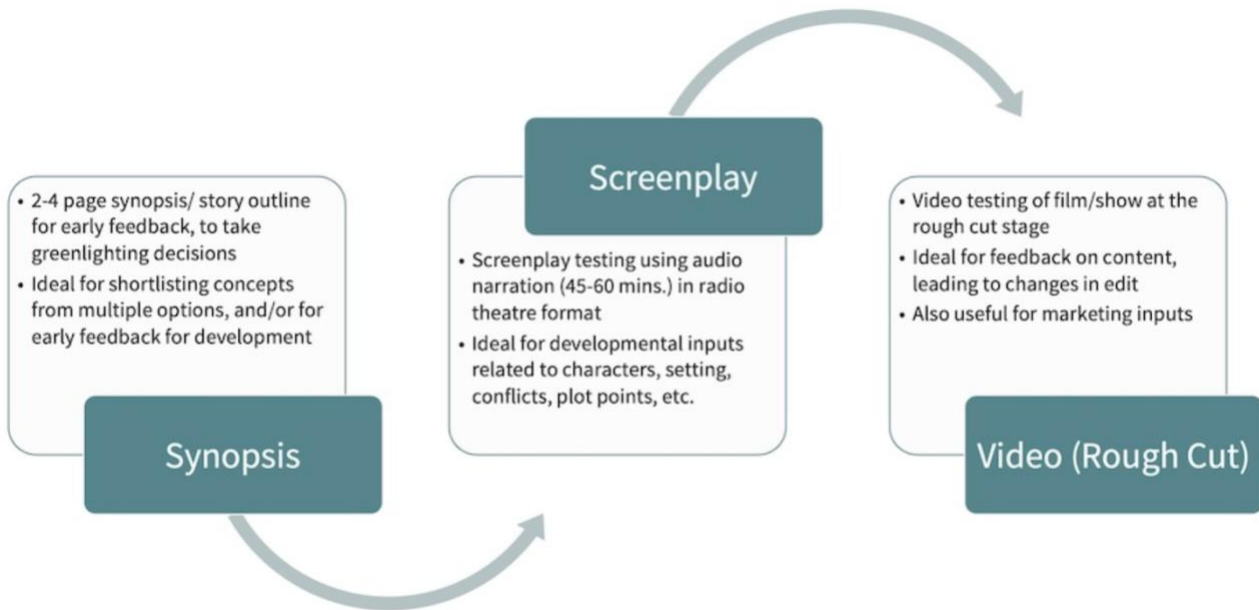 • 2-4 page synopsis/ story outline
for early feedback, to take
greenlighting decisions
• Ideal for shortlisting concepts
from multiple options, and/or for
early feedback for development
Synopsis
Screenplay
• Screenplay testing using audio
narration (45-60 mins.) in radio
theatre format
• Ideal for developmental inputs
related to characters, setting,
conflicts, plot points, etc.
• Video testing of film/show at the
rough cut stage
• Ideal for feedback on content,
leading to changes in edit
• Also useful for marketing inputs
Video (Rough Cut)